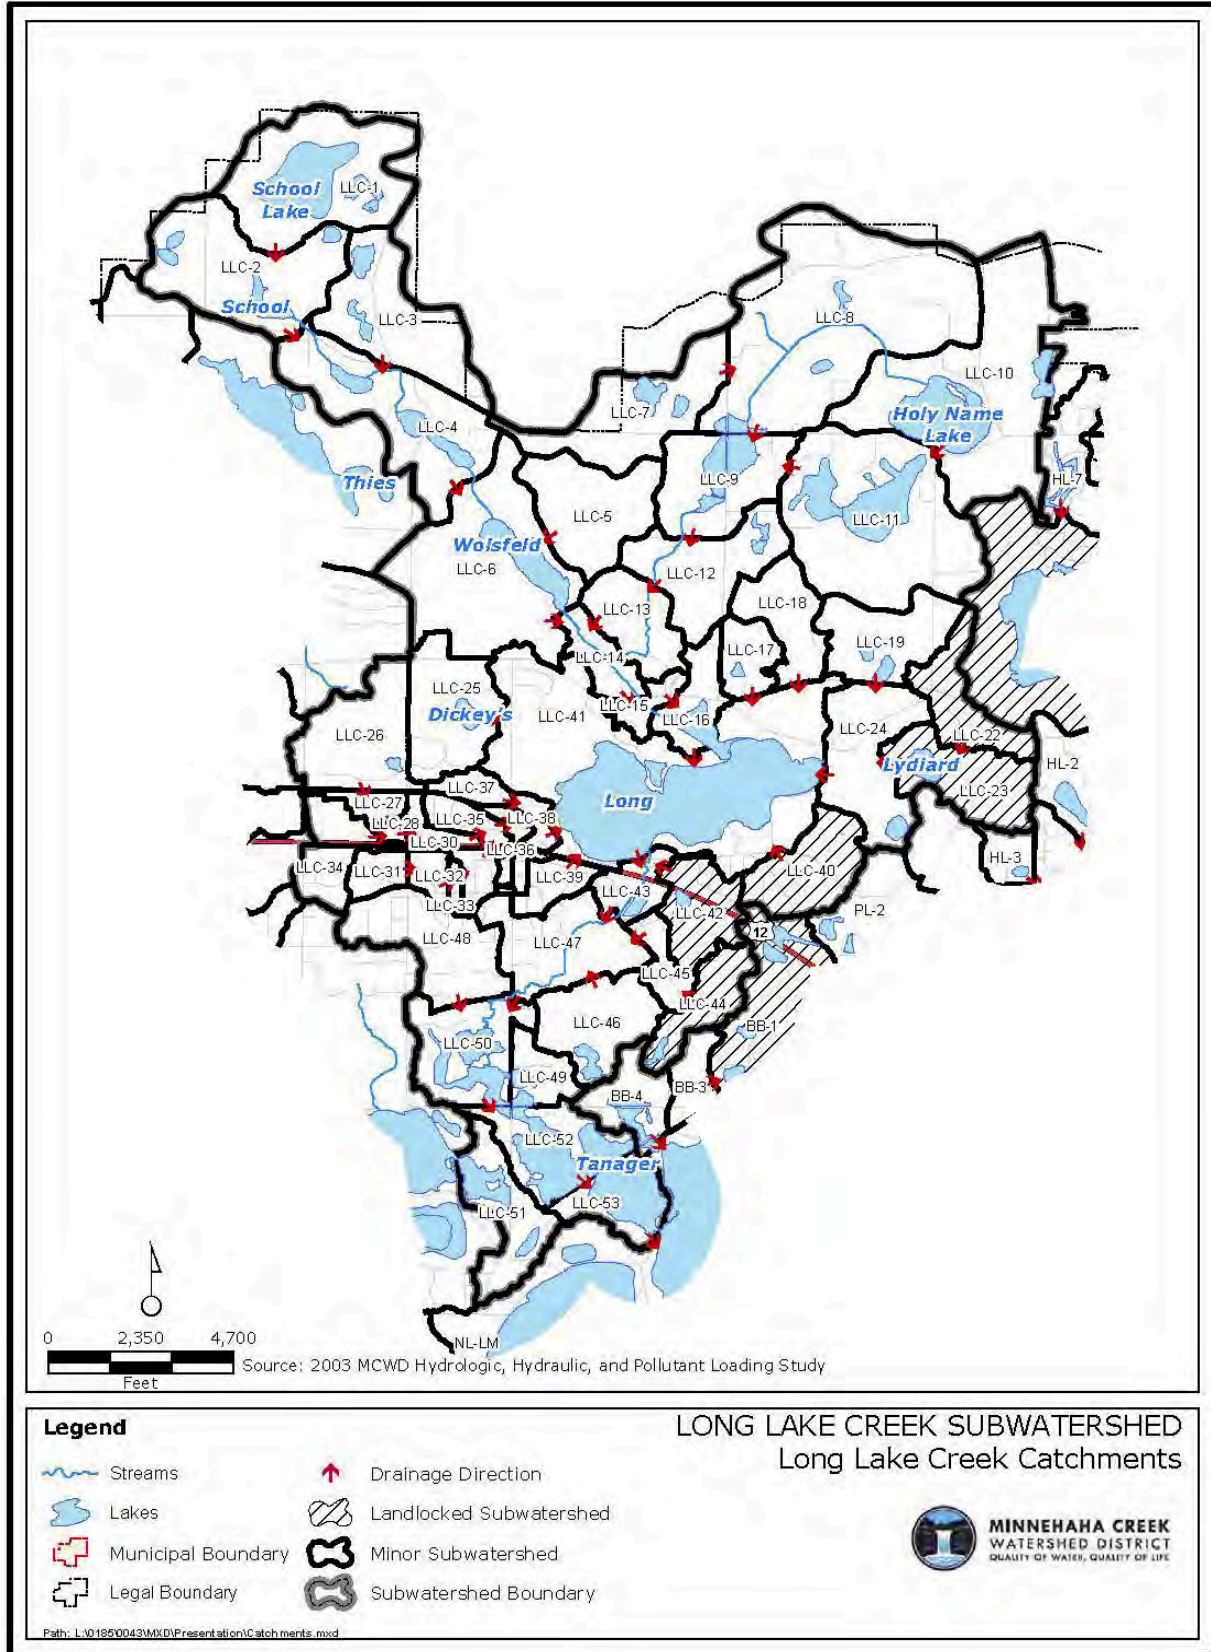 School
Lake
LLC-1
LLC-2
School
LLC-3
LLC-8
LLC-10
LLC-7
LLC-4
Holy Name
Lake
Thies
LLC-9
HL-7
LLC-5
LLC-11
Wolsfeld
LLC-6
LLC-12
LLC-13
LLC-18
LLC-19
LLC-17
LLC-14
LLC-25
LLC-15
LLC-16
Dickey's
LLC-41
LLC-24
LLC-22
LLC-26
Lydiard
HL-2
LLC-37
LLC-23
LLC-27
Long
LLC-28
LLC-35
LLC-38
LLC-30
LLC-36
HL-3
LLC-34
LLC-31
LLC-32
LLC-39
LLC-40
LLC-43
LLC-33
LLC-42
PL-2
12
LLC-48
LLC-47
LLC-45
LLC-44
LLC-46
BB-1
LLC-50
LLC-49
BB-3
BB-4
LLC-52
Tanager
LLC-53
LLC-51
NL-LM
0 2,350 4,700
Feet
Source: 2003 MCWD Hydrologic, Hydraulic, and Pollutant Loading Study
Legend
Streams
Lakes
Municipal Boundary
Legal Boundary
Drainage Direction
Landlocked Subwatershed
Minor Subwatershed
Subwatershed Boundary
LONG LAKE CREEK SUBWATERSHED
Long Lake Creek Catchments
MINNEHAHA CREEK
WATERSHED DISTRICT
QUALITY OF WATER, QUALITY OF LIFE
Path: L:\0185\0043\MXD\Presentation\Catchments.mxd